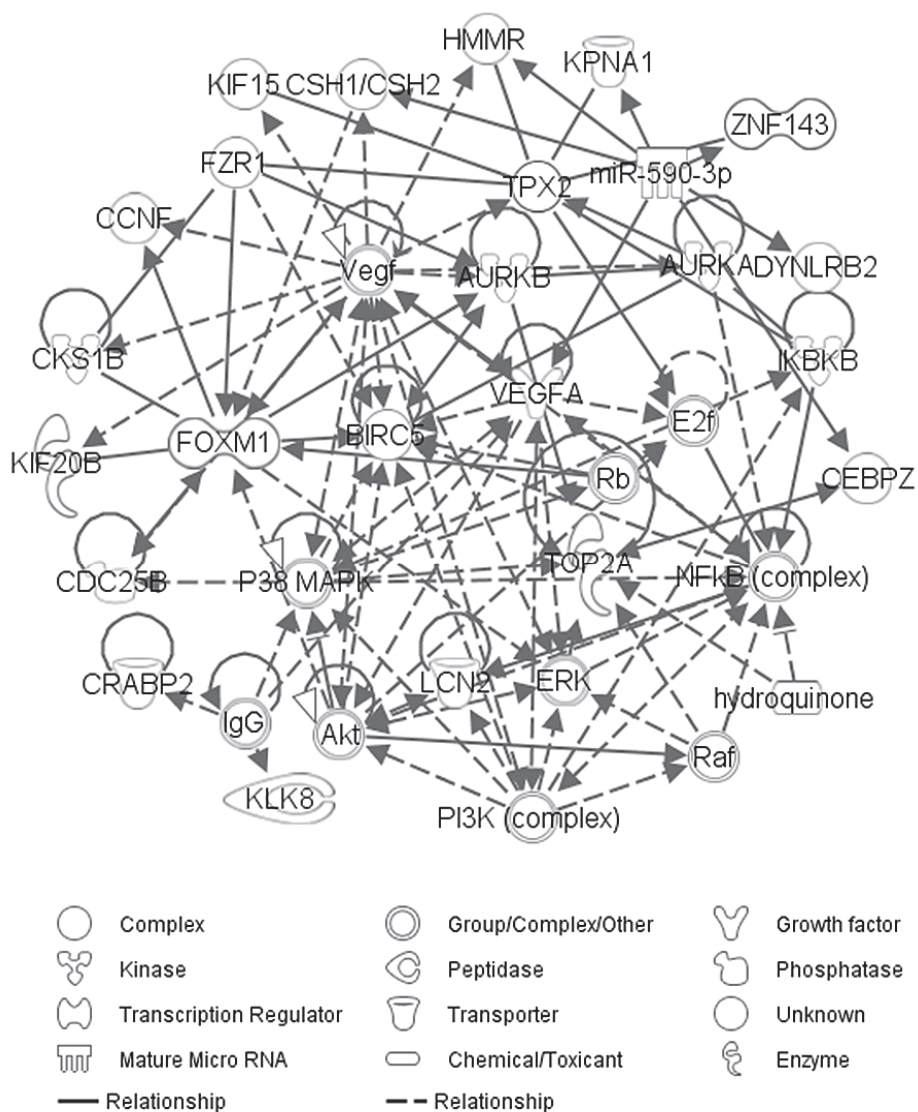 HMMR
KPNA1
KIF15 CSH1/CSH2
ZNF143
FZR1
miR-590-3p
TPX2
CCNF
Vegf
AURKB
AURKA
DYNLRB2
CKS1B
IKBKB
VEGFA
E2f
FOXM1
BIRC5
KIF20B
Rb
CEBPZ
TOP2A
CDC25B
P38 MAPK
NFkB (complex)
CRABP2
LCN2
ERK
hydroquinone
IgG
Akt
Raf
KLK8
PI3K (complex)
Complex
Group/Complex/Other
Growth factor
Kinase
Peptidase
Phosphatase
Transcription Regulator
Transporter
Unknown
Mature Micro RNA
Chemical/Toxicant
Enzyme
Relationship
Relationship